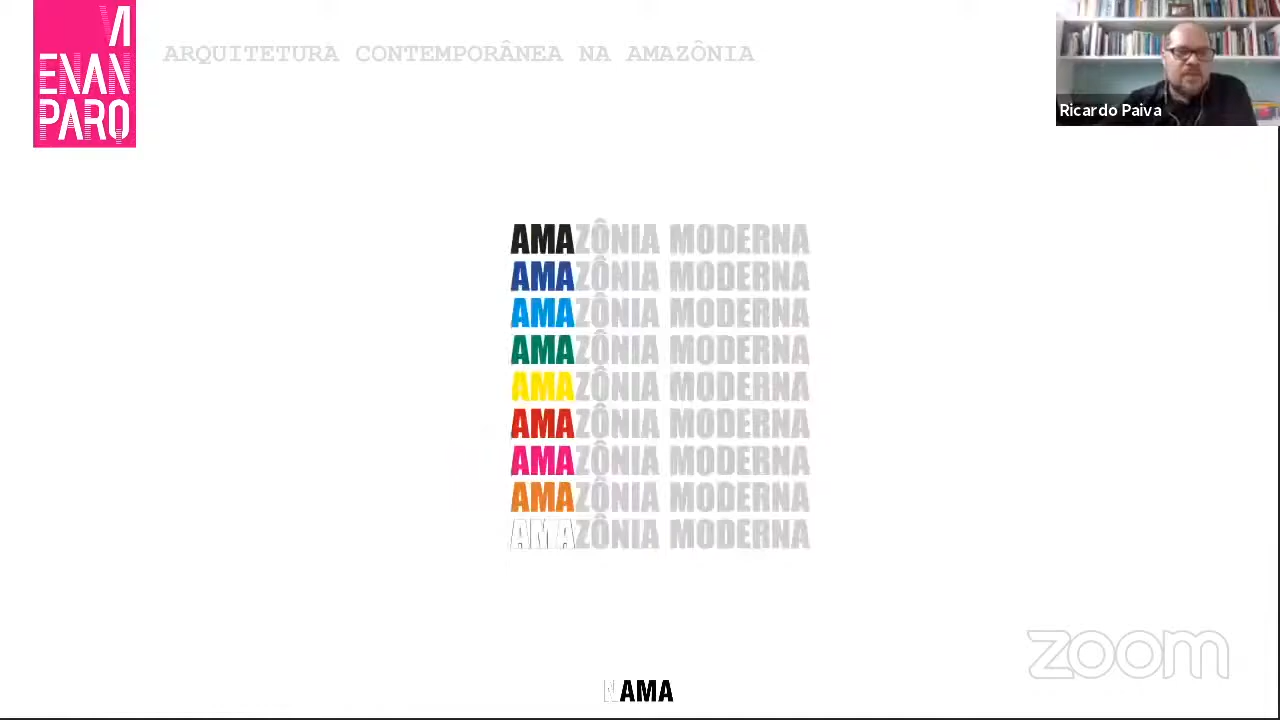 VI
ENAN
PARQ
ARQUITETURA CONTEMPORÂNEA NA AMAZÔNIA
Ricardo Paiva
AMAZÔNIA MODERNA
AMAZÔNIA MODERNA
AMAZÔNIA MODERNA
AMAZÔNIA MODERNA
AMAZÔNIA MODERNA
AMAZÔNIA MODERNA
AMAZÔNIA MODERNA
AMAZÔNIA MODERNA
AMAZÔNIA MODERNA
zoom
NAMA